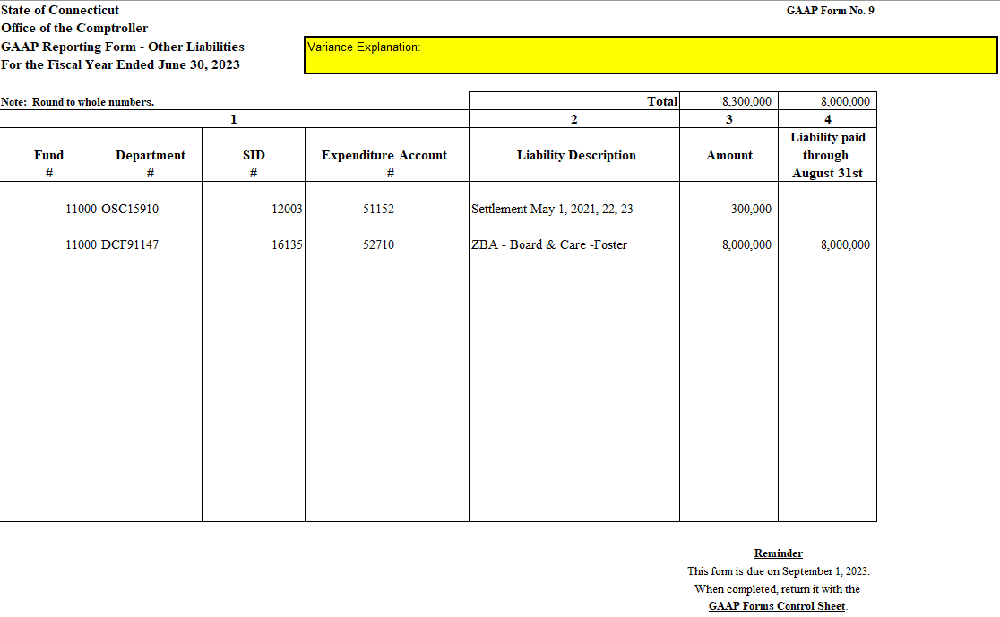 State of Connecticut
GAAP Form No. 9
Office of the Comptroller
GAAP Reporting Form - Other Liabilities
Variance Explanation:
For the Fiscal Year Ended June 30, 2023
Note: Round to whole numbers.
Total 8,300,000 8,000,000
1 2 3 4
Fund # Department # SID # Expenditure Account # Liability Description Amount Liability paid through August 31st
11000 OSC15910 12003 51152 Settlement May 1, 2021, 22, 23 300,000
11000 DCF91147 16135 52710 ZBA - Board & Care -Foster 8,000,000 8,000,000
Reminder
This form is due on September 1, 2023.
When completed, return it with the
GAAP Forms Control Sheet.